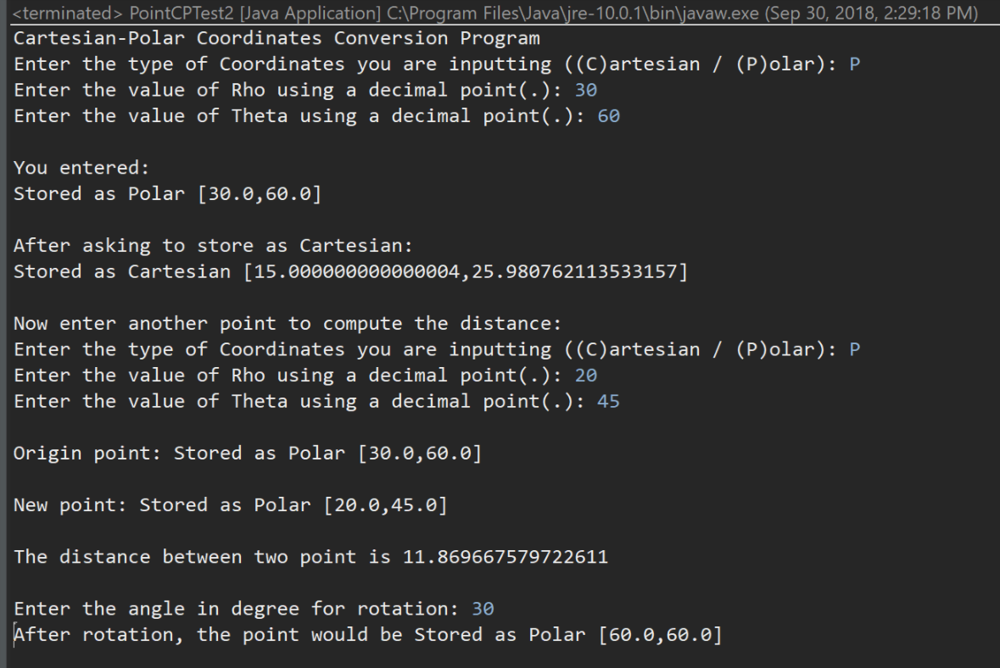 <terminated> PointCPTest2 [Java Application] C:\Program Files\Java\jre-10.0.1\bin\javaw.exe (Sep 30, 2018, 2:29:18 PM)
Cartesian-Polar Coordinates Conversion Program
Enter the type of Coordinates you are inputting ((C)artesian / (P)olar): P
Enter the value of Rho using a decimal point(.): 30
Enter the value of Theta using a decimal point(.): 60
You entered:
Stored as Polar [30.0,60.0]
After asking to store as Cartesian:
Stored as Cartesian [15.000000000000004,25.980762113533157]
Now enter another point to compute the distance:
Enter the type of Coordinates you are inputting ((C)artesian / (P)olar): P
Enter the value of Rho using a decimal point(.): 20
Enter the value of Theta using a decimal point(.): 45
Origin point: Stored as Polar [30.0,60.0]
New point: Stored as Polar [20.0,45.0]
The distance between two point is 11.869667579722611
Enter the angle in degree for rotation: 30
After rotation, the point would be Stored as Polar [60.0,60.0]